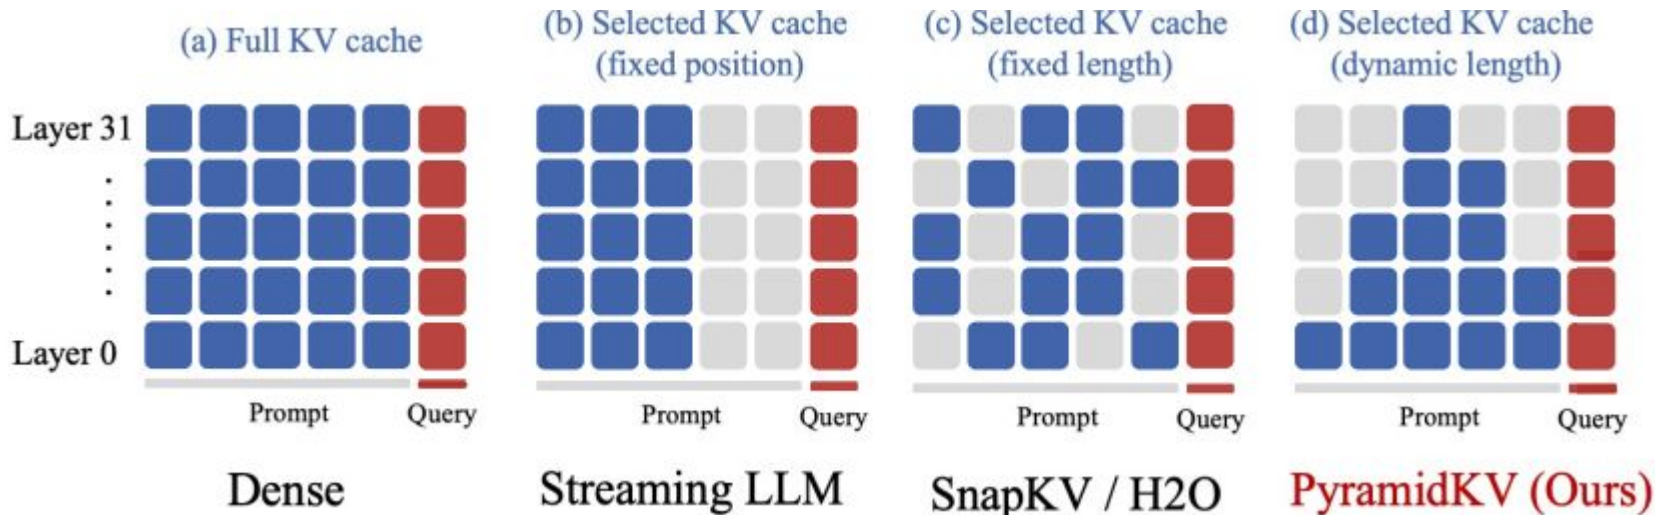 (a) Full KV cache
(b) Selected KV cache
(fixed position)
(c) Selected KV cache
(fixed length)
(d) Selected KV cache
(dynamic length)
Layer 31
Layer 0
Prompt
Query
Prompt
Query
Prompt
Query
Prompt
Query
Dense
Streaming LLM
SnapKV / H2O
PyramidKV (Ours)